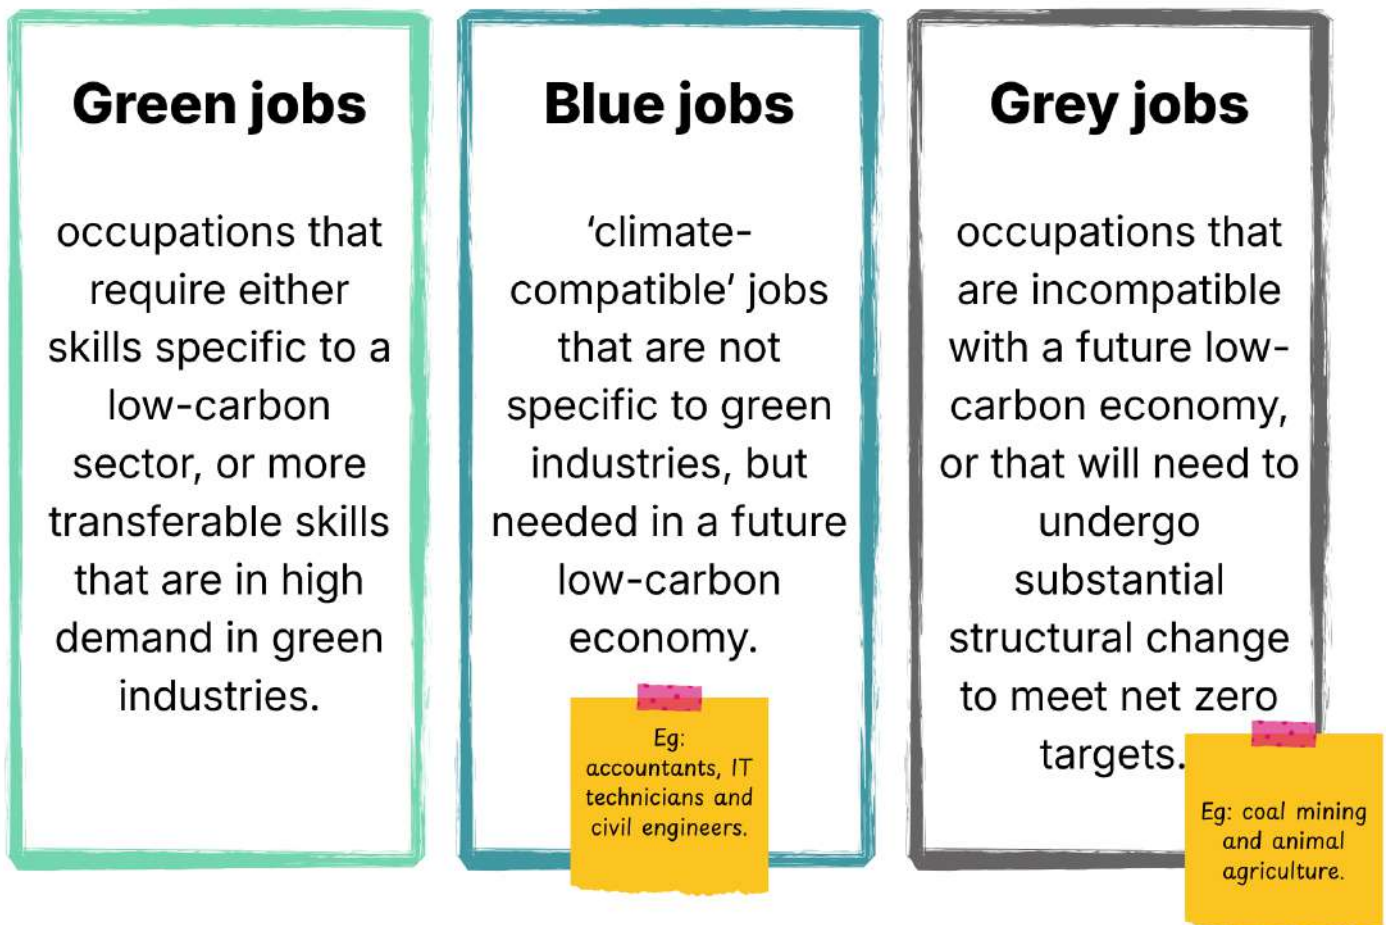 Green jobs
occupations that
require either
skills specific to a
low-carbon
sector, or more
transferable skills
that are in high
demand in green
industries.
Blue jobs
‘climate-
compatible’ jobs
that are not
specific to green
industries, but
needed in a future
low-carbon
economy.
Eg:
accountants, IT
technicians and
civil engineers.
Grey jobs
occupations that
are incompatible
with a future low-
carbon economy,
or that will need to
undergo
substantial
structural change
to meet net zero
targets.
Eg: coal mining
and animal
agriculture.